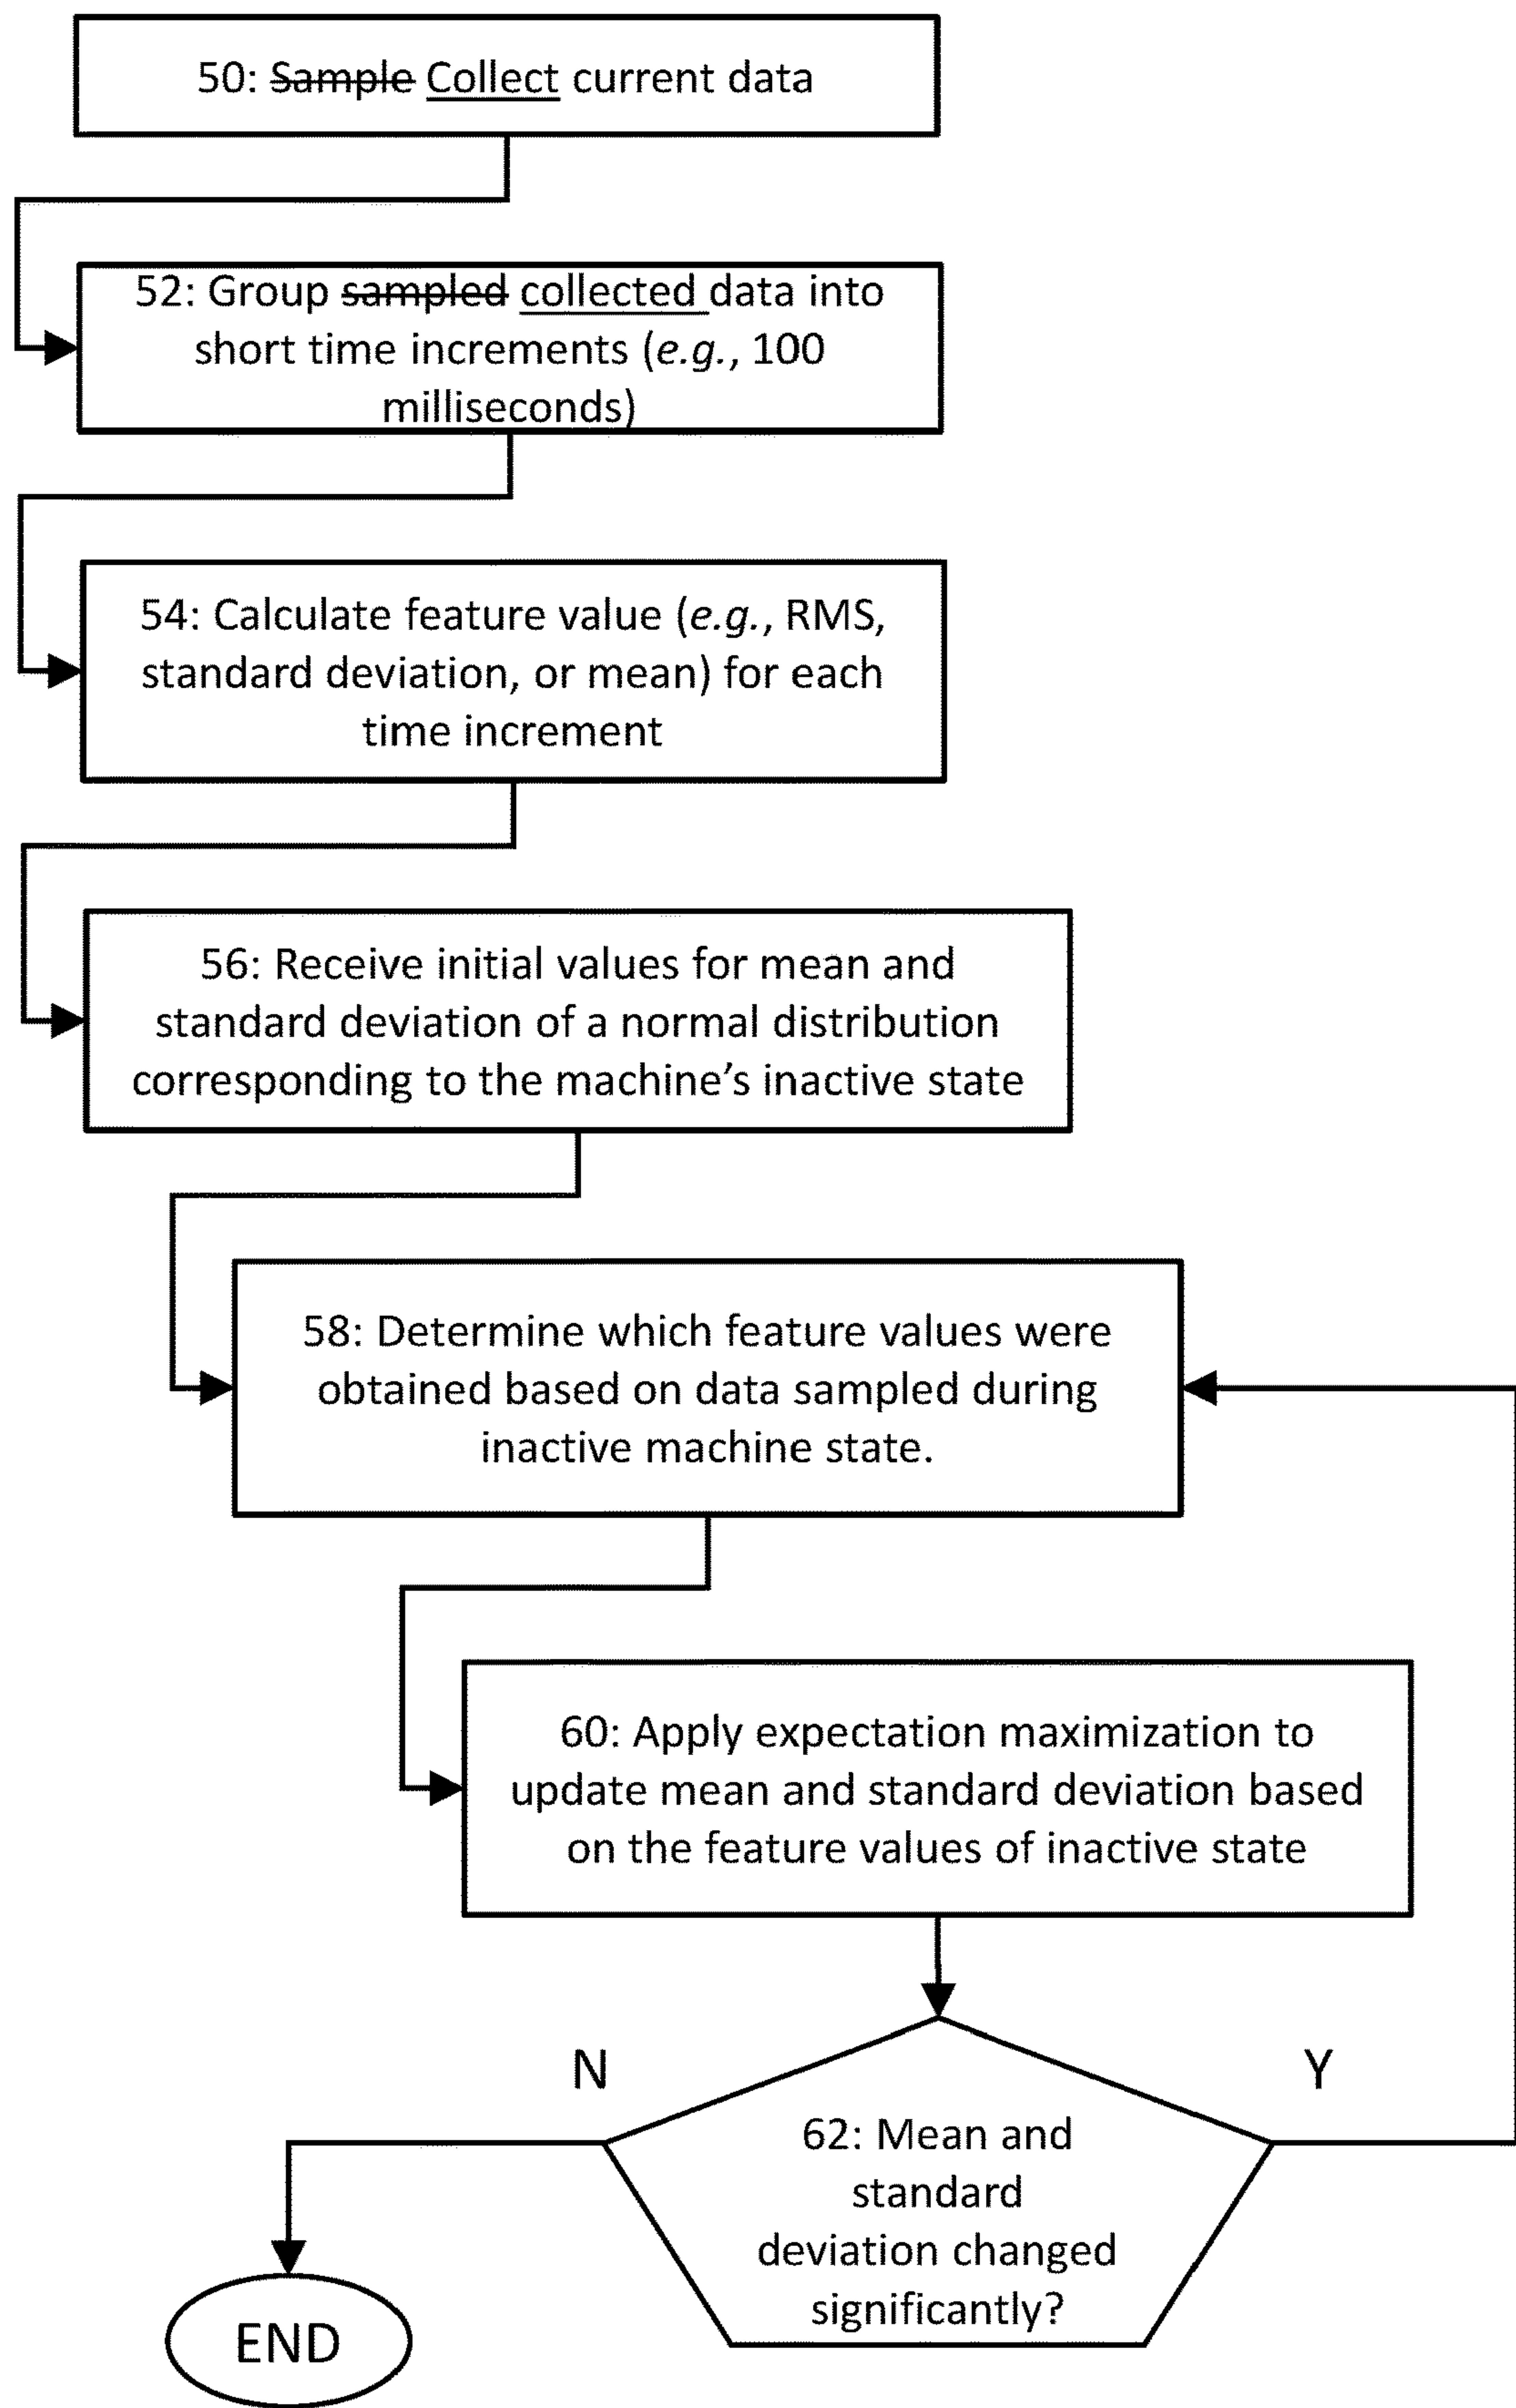 50: Sample Collect current data
52: Group sampled collected data into
short time increments (e.g., 100
milliseconds)
54: Calculate feature value (e.g., RMS,
standard deviation, or mean) for each
time increment
56: Receive initial values for mean and
standard deviation of a normal distribution
corresponding to the machine’s inactive state
58: Determine which feature values were
obtained based on data sampled during
inactive machine state.
60: Apply expectation maximization to
update mean and standard deviation based
on the feature values of inactive state
N
Y
62: Mean and
standard
deviation changed
significantly?
END